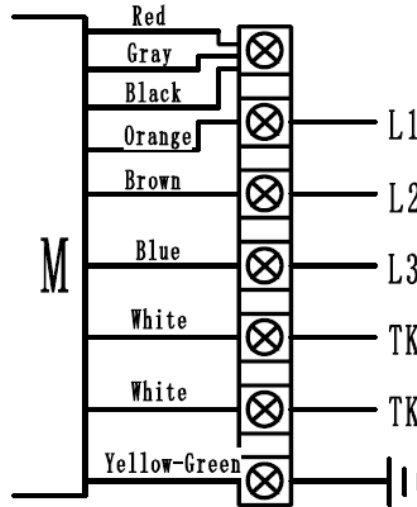 Red
Gray
Black
Orange L1
Brown L2
M
Blue L3
White TK
White TK
Yellow-Green